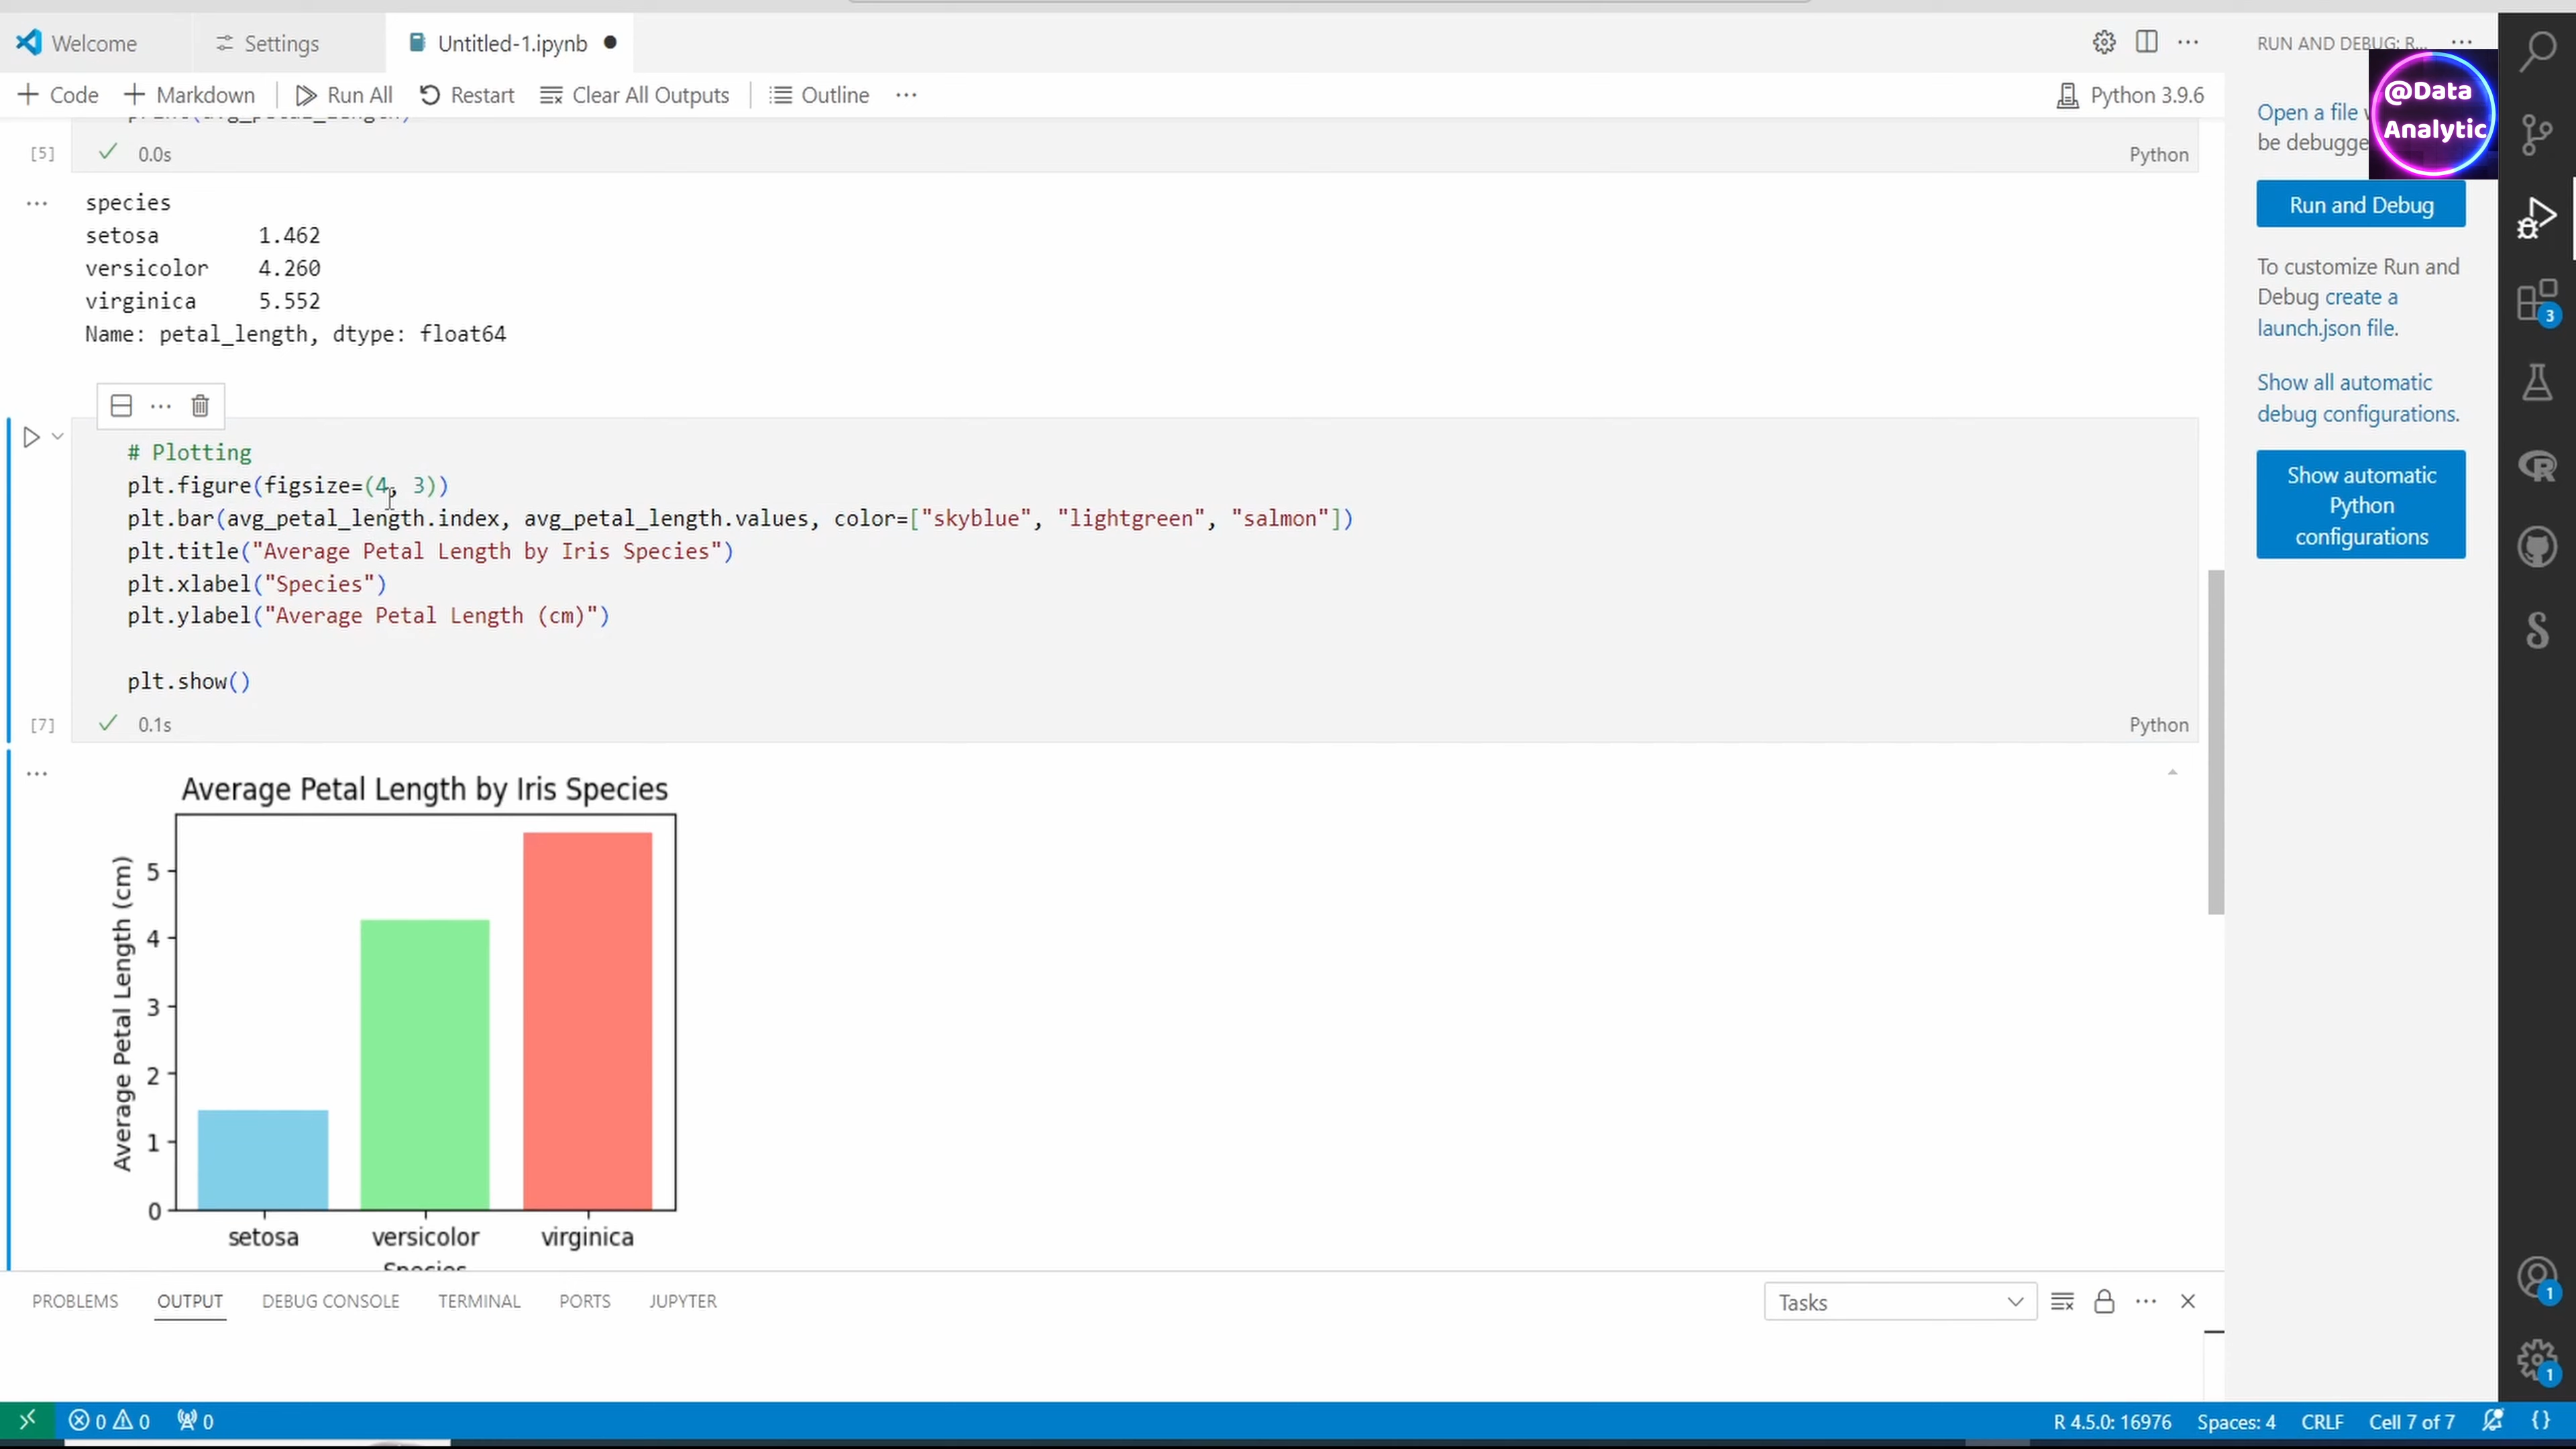 Welcome
Settings
Untitled-1.ipynb
RUN AND DEBUG: R...
Code
Markdown
Run All
Restart
Clear All Outputs
Outline
Python 3.9.6
@Data
Analytic
Open a file
be debugge
Run and Debug
To customize Run and
Debug create a
launch.json file.
Show all automatic
debug configurations.
Show automatic
Python
configurations
print(avg_petal_length)
[5] 0.0s Python
species
setosa 1.462
versicolor 4.260
virginica 5.552
Name: petal_length, dtype: float64
# Plotting
plt.figure(figsize=(4, 3))
plt.bar(avg_petal_length.index, avg_petal_length.values, color=["skyblue", "lightgreen", "salmon"])
plt.title("Average Petal Length by Iris Species")
plt.xlabel("Species")
plt.ylabel("Average Petal Length (cm)")
plt.show()
[7] 0.1s Python
Average Petal Length by Iris Species
Average Petal Length (cm)
5
4
3
2
1
0
setosa versicolor virginica
Species
3
PROBLEMS OUTPUT DEBUG CONSOLE TERMINAL PORTS JUPYTER
Tasks
1
1
0 0 0
R 4.5.0: 16976 Spaces: 4 CRLF Cell 7 of 7